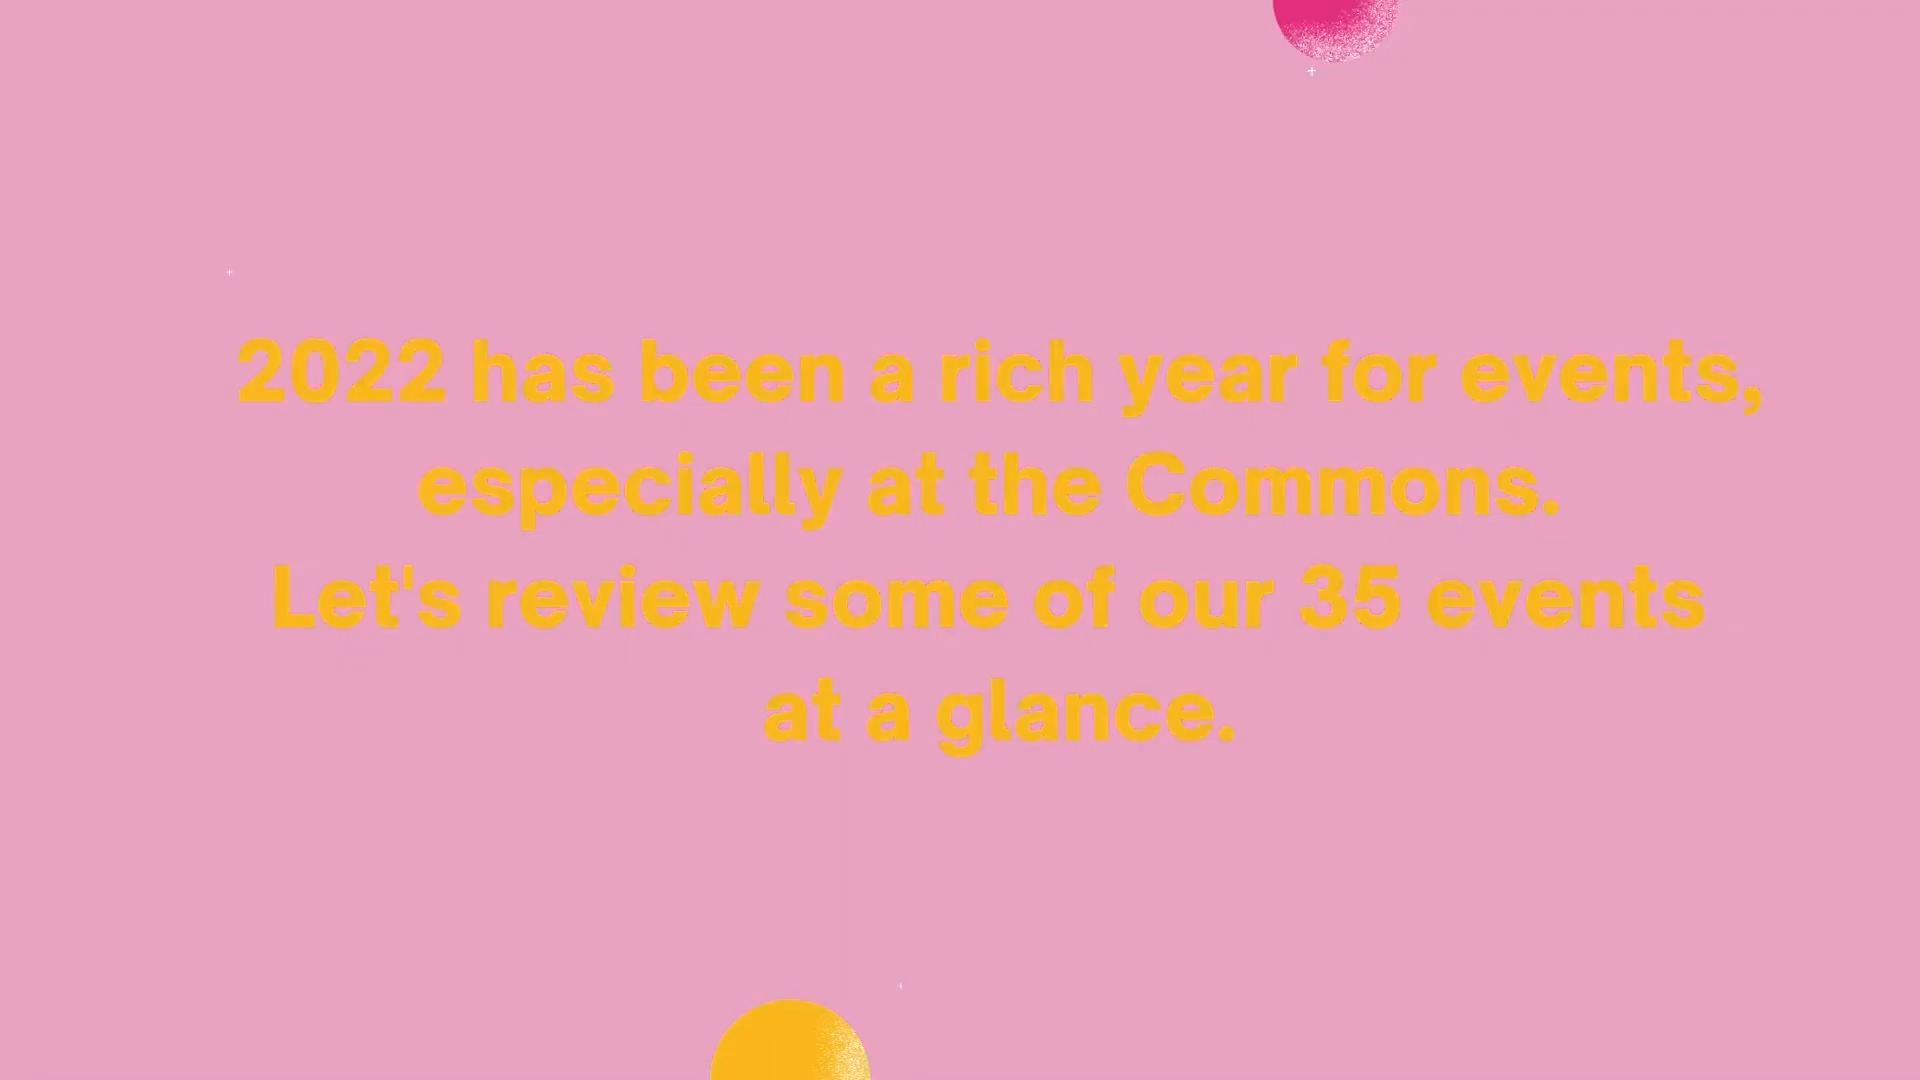 2022 has been a rich year for events,
especially at the Commons.
Let's review some of our 35 events
at a glance.